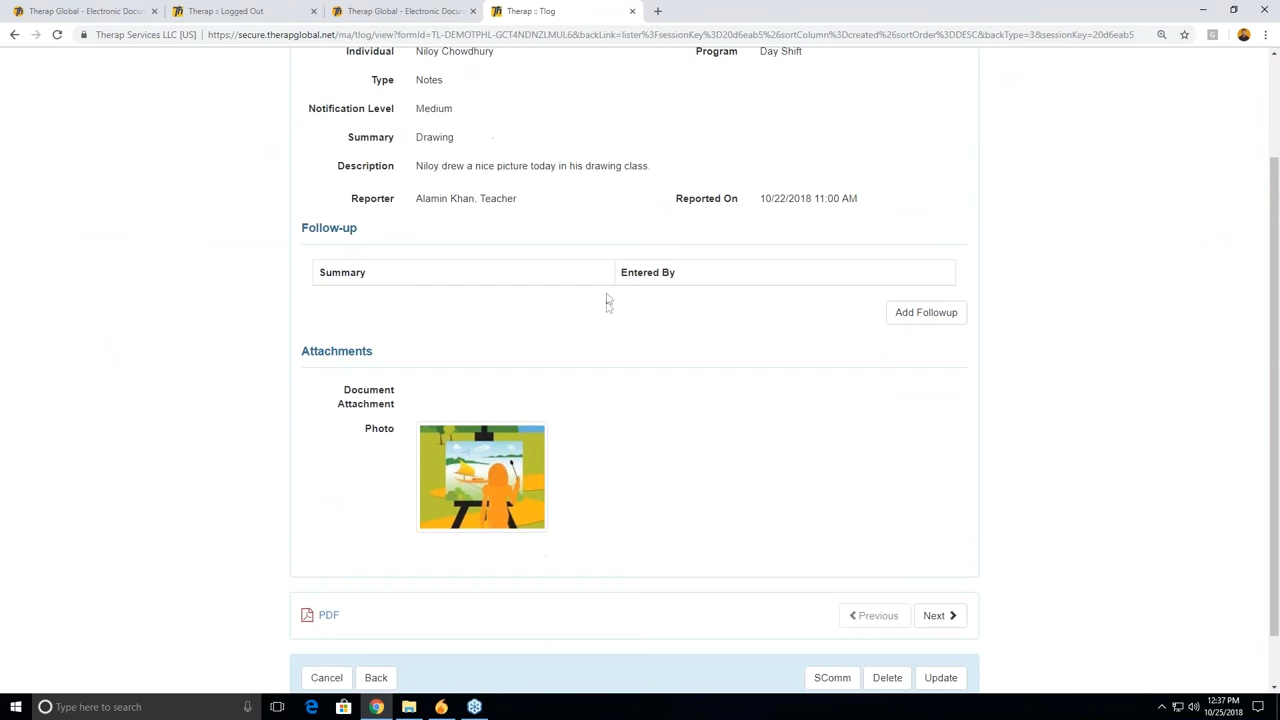 Therap Global - Electronic Docu
Therap :: Logged Out
Therap Global - Electronic Docu
Therap :: Tlog
Therap Services LLC [US]
https://secure.therapglobal.net/ma/tlog/view?formId=TL-DEMOTPHL-GCT4NDNZLMUL6&backLink=lister%3FsessionKey%3D20d6eab5%26sortColumn%3Dcreated%26sortOrder%3DDESC&backType=3&sessionKey=20d6eab5
Individual Niloy Chowdhury Program Day Shift
Type Notes
Notification Level Medium
Summary Drawing
Description Niloy drew a nice picture today in his drawing class.
Reporter Alamin Khan, Teacher Reported On 10/22/2018 11:00 AM
Follow-up
Summary Entered By
Add Followup
Attachments
Document
Attachment
Photo
PDF
Previous Next
Cancel Back SComm Delete Update
Type here to search
12:37 PM
10/25/2018